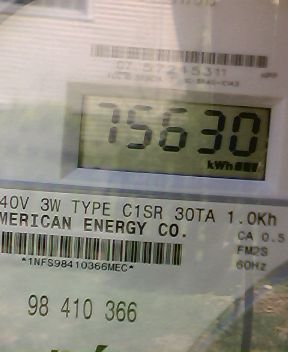 75630
kWh
40V 3W TYPE C1SR 30TA 1.0Kh
MERICAN ENERGY CO.
CA 0.5
*1NFS98410366MEC*
FM2S
60Hz
98 410 366